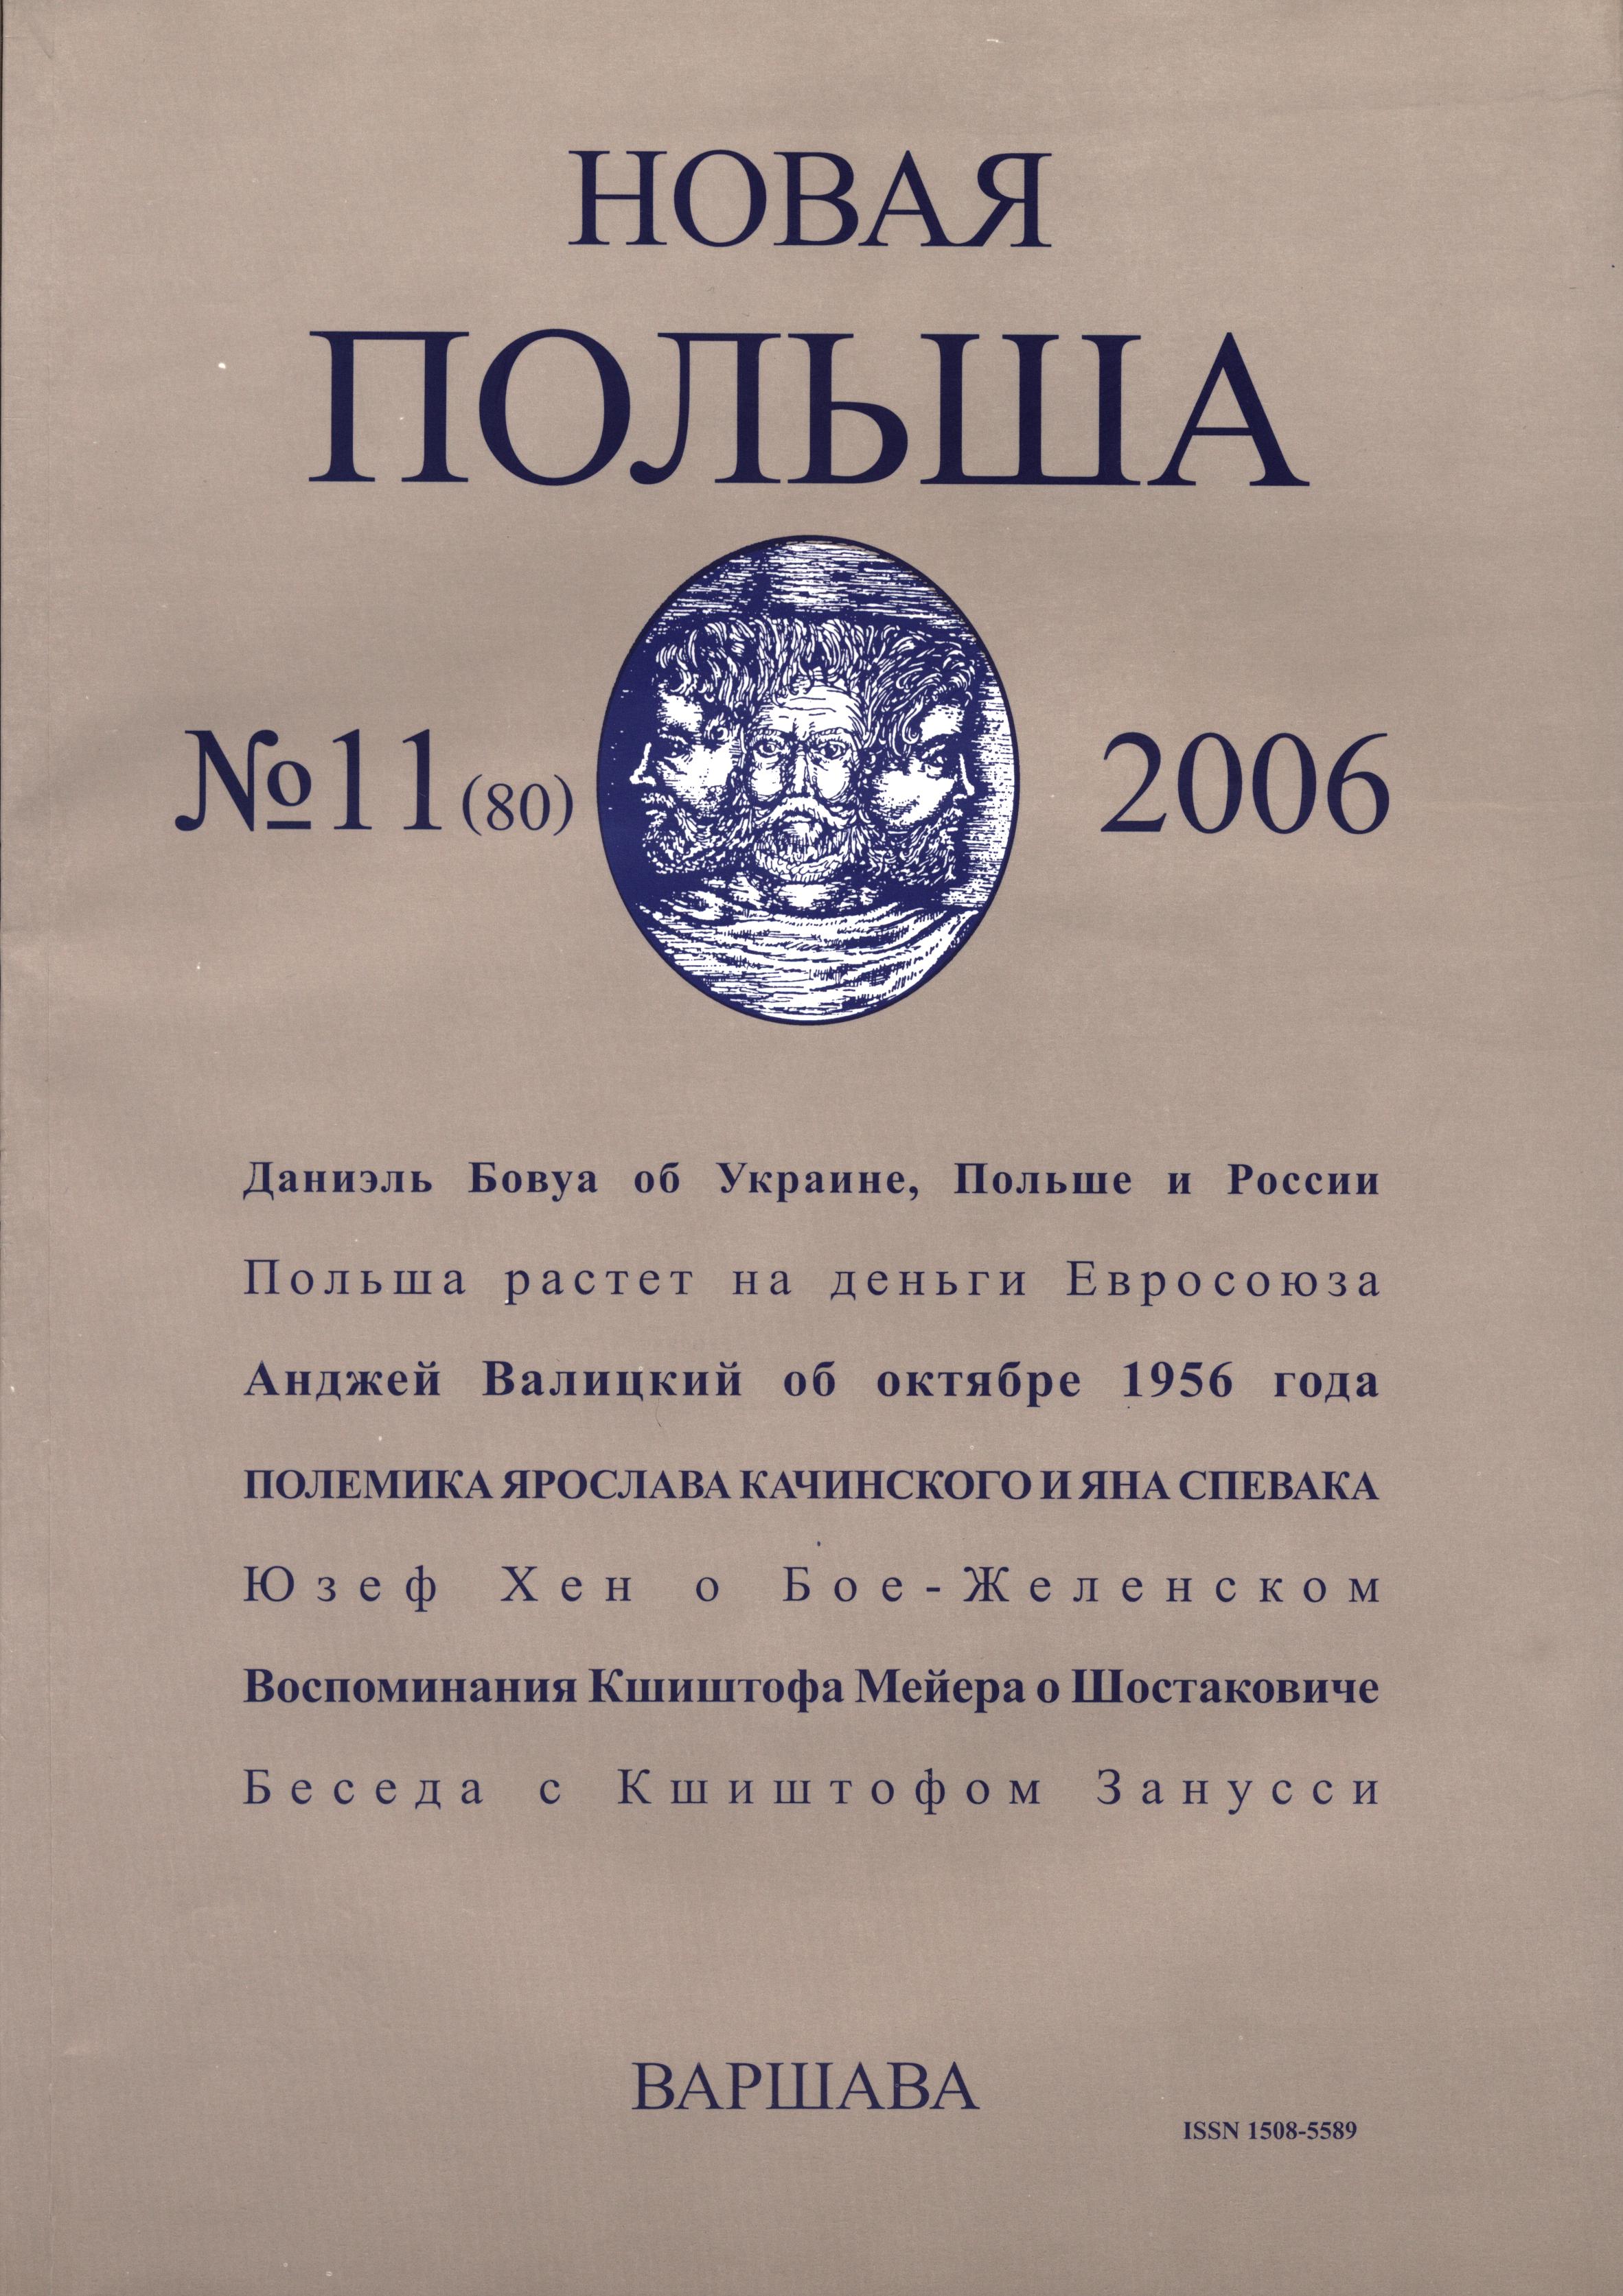 НОВАЯ
ПОЛЬША
№11(80) 2006
Даниэль Бовуа об Украине, Польше и России
Польша растет на деньги Евросоюза
Анджей Валицкий об октябре 1956 года
ПОЛЕМИКА ЯРОСЛАВА КАЧИНСКОГО И ЯНА СПЕВАКА
Юзеф Хен о Бое-Желенском
Воспоминания Кшиштофа Мейера о Шостаковиче
Беседа с Кшиштофом Занусси
ВАРШАВА
ISSN 1508-5589